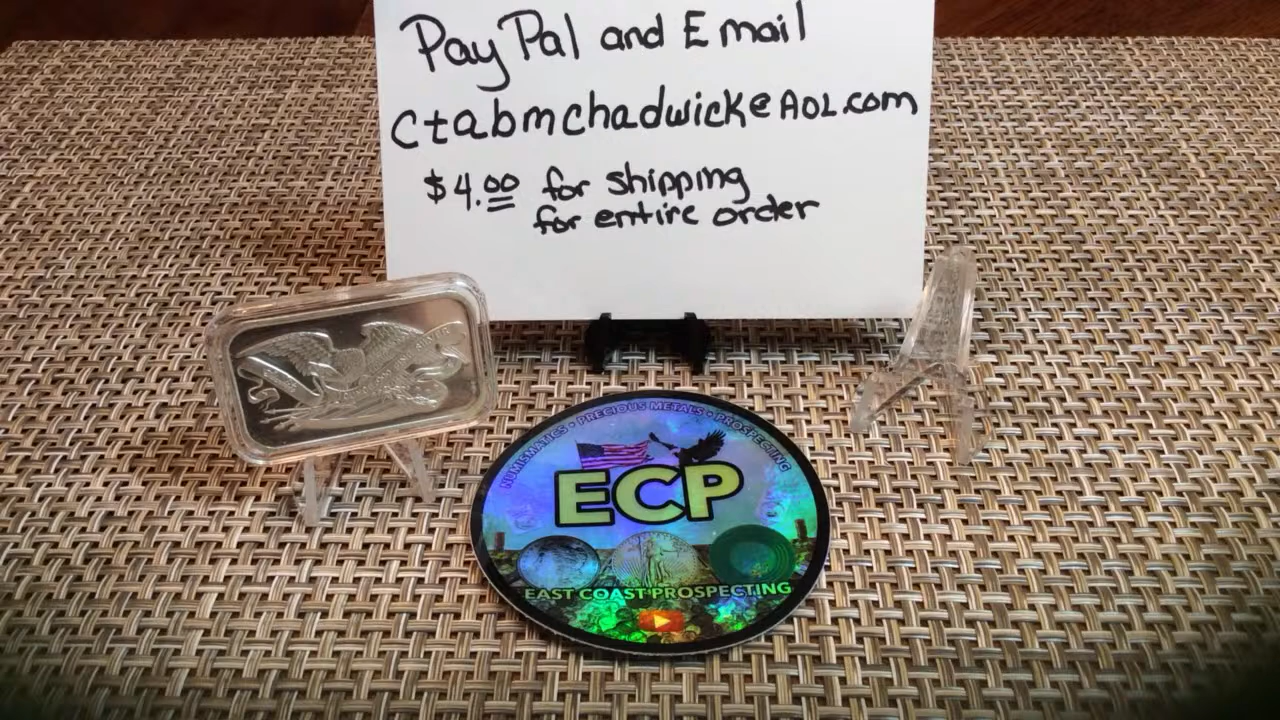 PayPal and Email
ctabmchadwick@AOL.com
$4.00 for shipping
for entire order
NUMISMATICS • PRECIOUS METALS • PROSPECTING
ECP
EAST COAST PROSPECTING